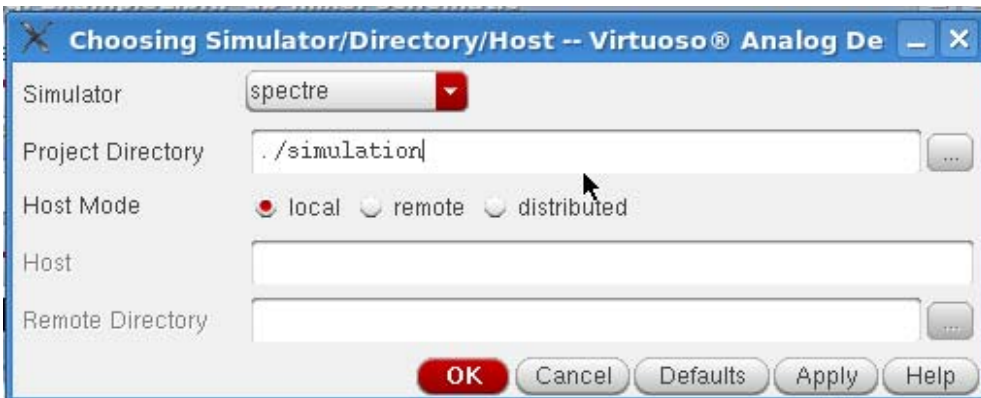 Choosing Simulator/Directory/Host -- Virtuoso® Analog De
Simulator spectre
Project Directory ./simulation
Host Mode local remote distributed
Host
Remote Directory
OK Cancel Defaults Apply Help